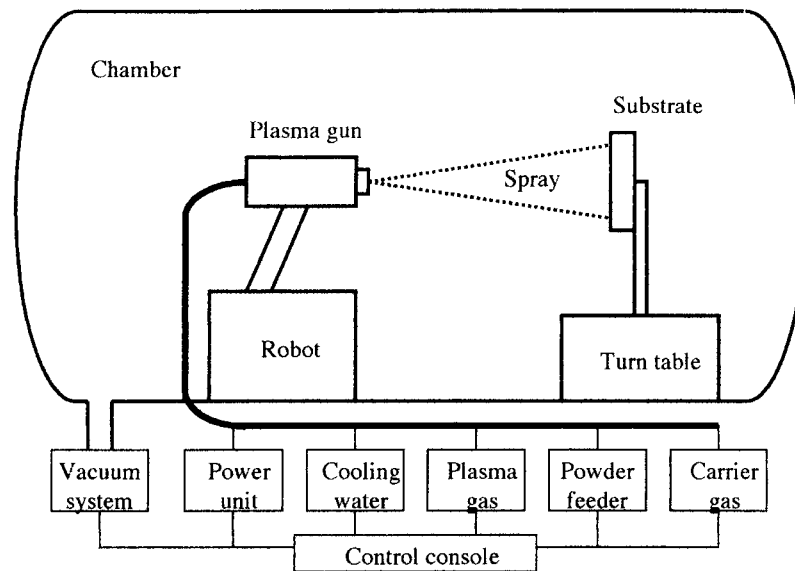 Chamber
Substrate
Plasma gun
Spray
Robot
Turn table
Vacuum
system
Power
unit
Cooling
water
Plasma
gas
Powder
feeder
Carrier
gas
Control console